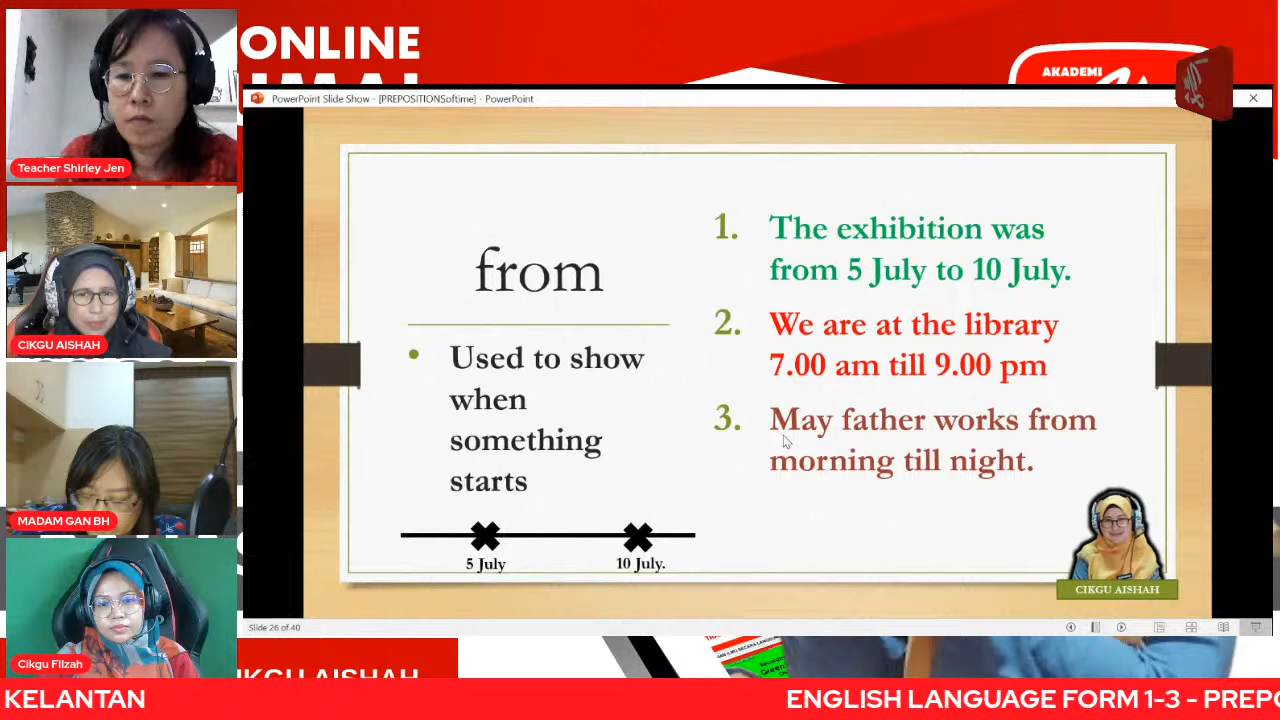 ONLINE
AKADEMI
Teacher Shirley Jen
CIKGU AISHAH
MADAM GAN BH
Cikgu Filzah
PowerPoint Slide Show - [PREPOSITIONSoftime] - PowerPoint
from
Used to show
when
something
starts
5 July
10 July.
1. The exhibition was
from 5 July to 10 July.
2. We are at the library
7.00 am till 9.00 pm
3. May father works from
morning till night.
CIKGU AISHAH
Slide 26 of 40
KELANTAN
ENGLISH LANGUAGE FORM 1-3 - PREPO